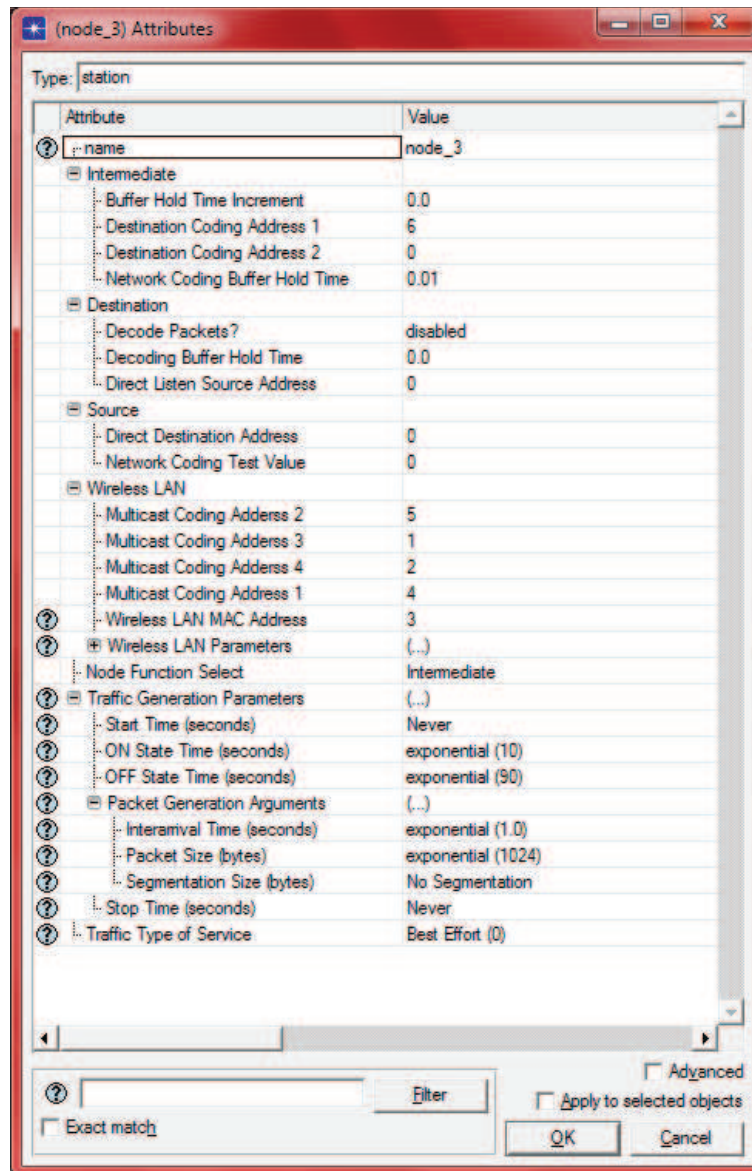 (node_3) Attributes
Type: station
Attribute Value
name node_3
Intermediate
Buffer Hold Time Increment 0.0
Destination Coding Address 1 6
Destination Coding Address 2 0
Network Coding Buffer Hold Time 0.01
Destination
Decode Packets? disabled
Decoding Buffer Hold Time 0.0
Direct Listen Source Address 0
Source
Direct Destination Address 0
Network Coding Test Value 0
Wireless LAN
Multicast Coding Adderss 2 5
Multicast Coding Address 3 1
Multicast Coding Adderss 4 2
Multicast Coding Address 1 4
Wireless LAN MAC Address 3
Wireless LAN Parameters (...)
Node Function Select Intermediate
Traffic Generation Parameters (...)
Start Time (seconds) Never
ON State Time (seconds) exponential (10)
OFF State Time (seconds) exponential (90)
Packet Generation Arguments (...)
Interarrival Time (seconds) exponential (1.0)
Packet Size (bytes) exponential (1024)
Segmentation Size (bytes) No Segmentation
Stop Time (seconds) Never
Traffic Type of Service Best Effort (0)
Advanced
Filter
Apply to selected objects
Exact match
OK Cancel